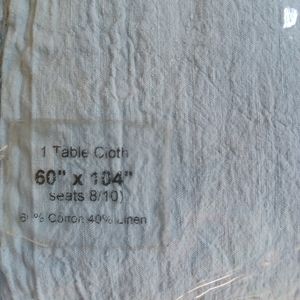 1 Table Cloth
60" x 104"
seats 8/10)
60% Cotton 40% Linen